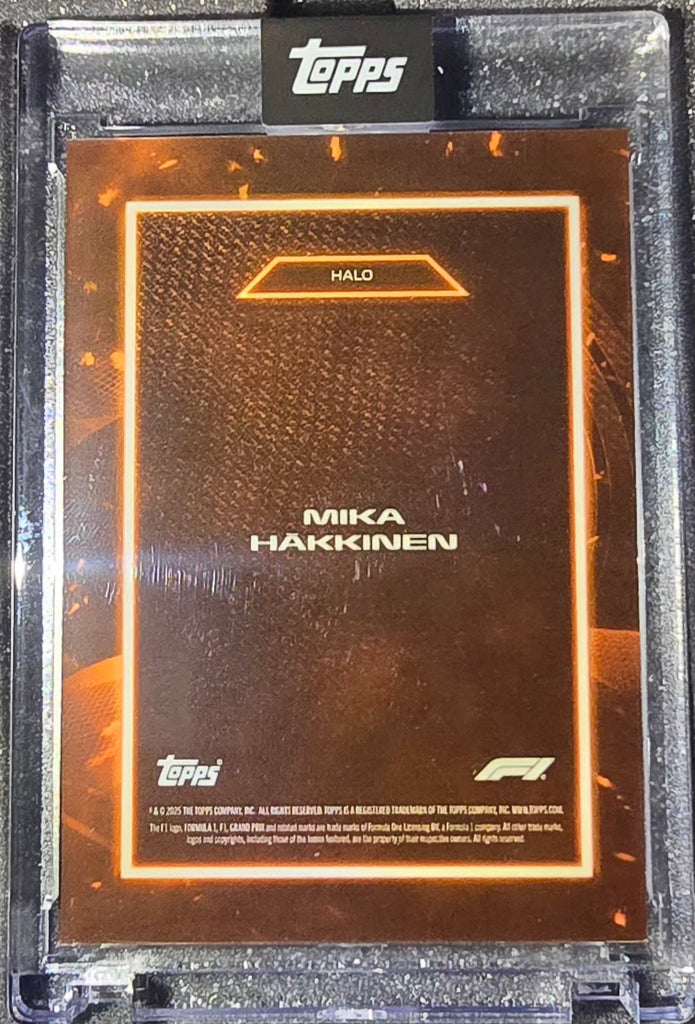 Topps
HALO
MIKA
HÄKKINEN
Topps®
F1
® & © 2025 THE TOPPS COMPANY, INC. ALL RIGHTS RESERVED. TOPPS IS A REGISTERED TRADEMARK OF THE TOPPS COMPANY, INC. WWW.TOPPS.COM.
The F1 logo, FORMULA 1, F1, GRAND PRIX and related marks are trade marks of Formula One Licensing BV, a Formula 1 company. All other trade marks,
logos and copyrights, including those of the teams featured, are the property of their respective owners. All rights reserved.